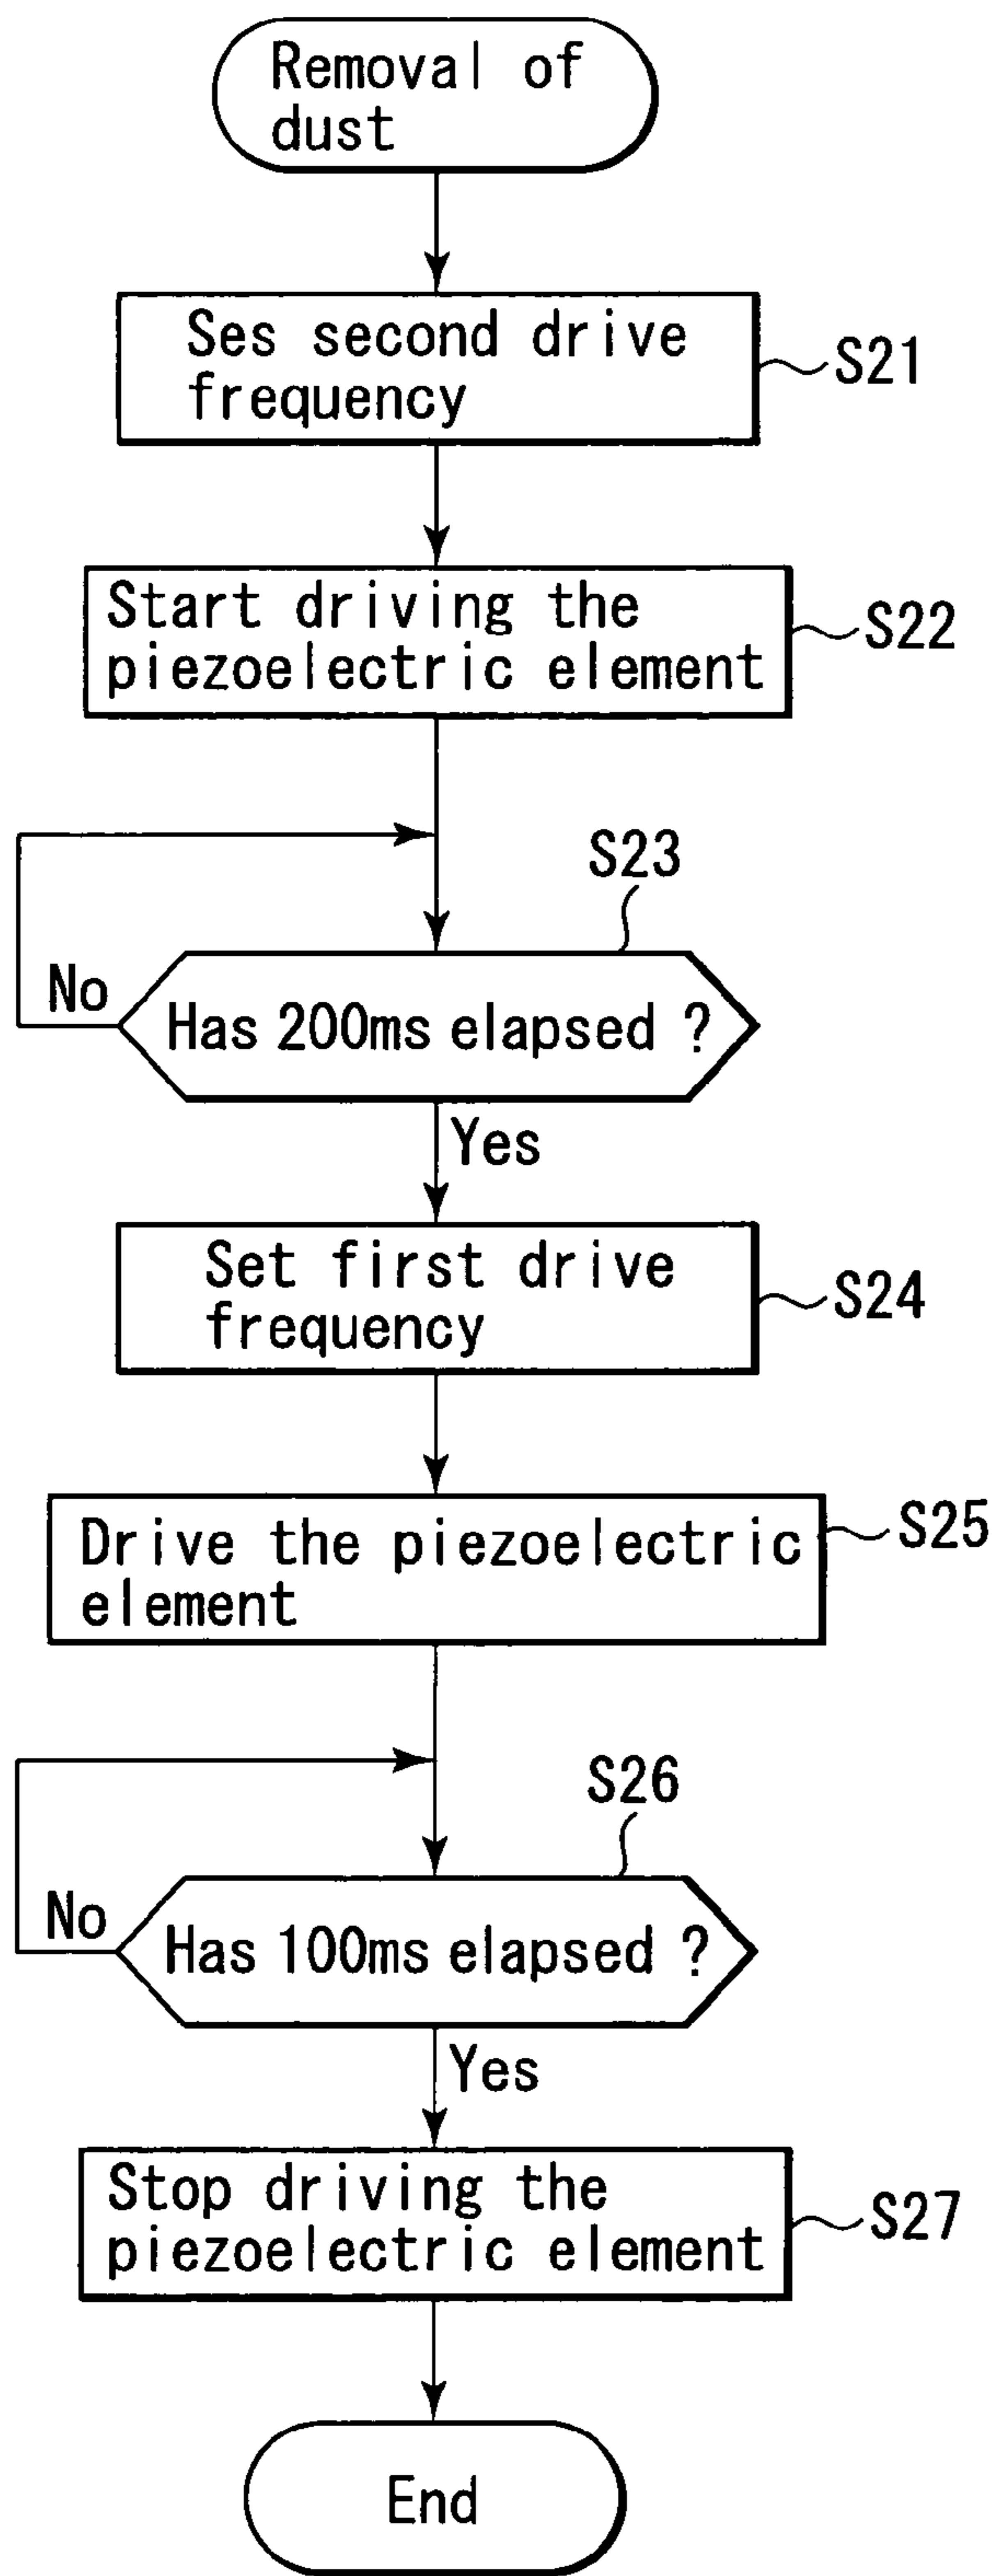 Removal of
dust
Ses second drive
frequency
S21
Start driving the
piezoelectric element
S22
S23
No
Has 200ms elapsed ?
Yes
Set first drive
frequency
S24
Drive the piezoelectric
element
S25
S26
No
Has 100ms elapsed ?
Yes
Stop driving the
piezoelectric element
S27
End